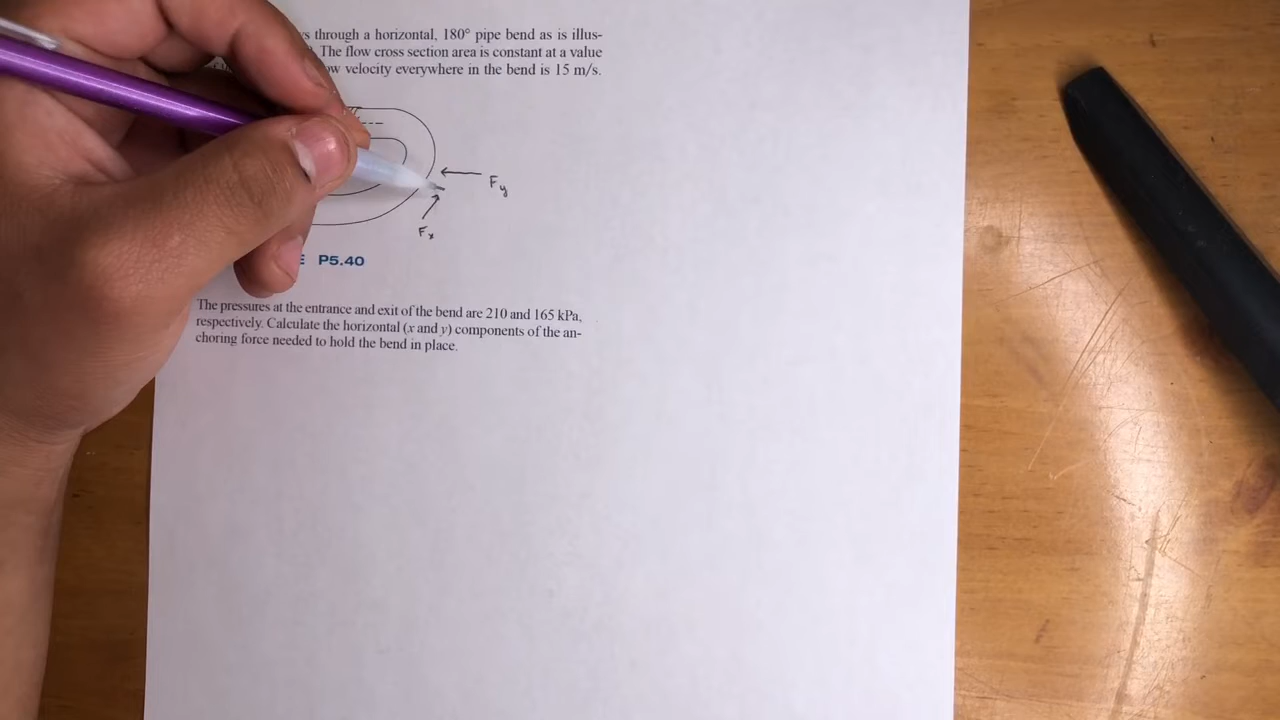 through a horizontal, 180° pipe bend as is illus-
The flow cross section area is constant at a value
velocity everywhere in the bend is 15 m/s.
Fy
Fx
P5.40
The pressures at the entrance and exit of the bend are 210 and 165 kPa,
respectively. Calculate the horizontal (x and y) components of the an-
choring force needed to hold the bend in place.